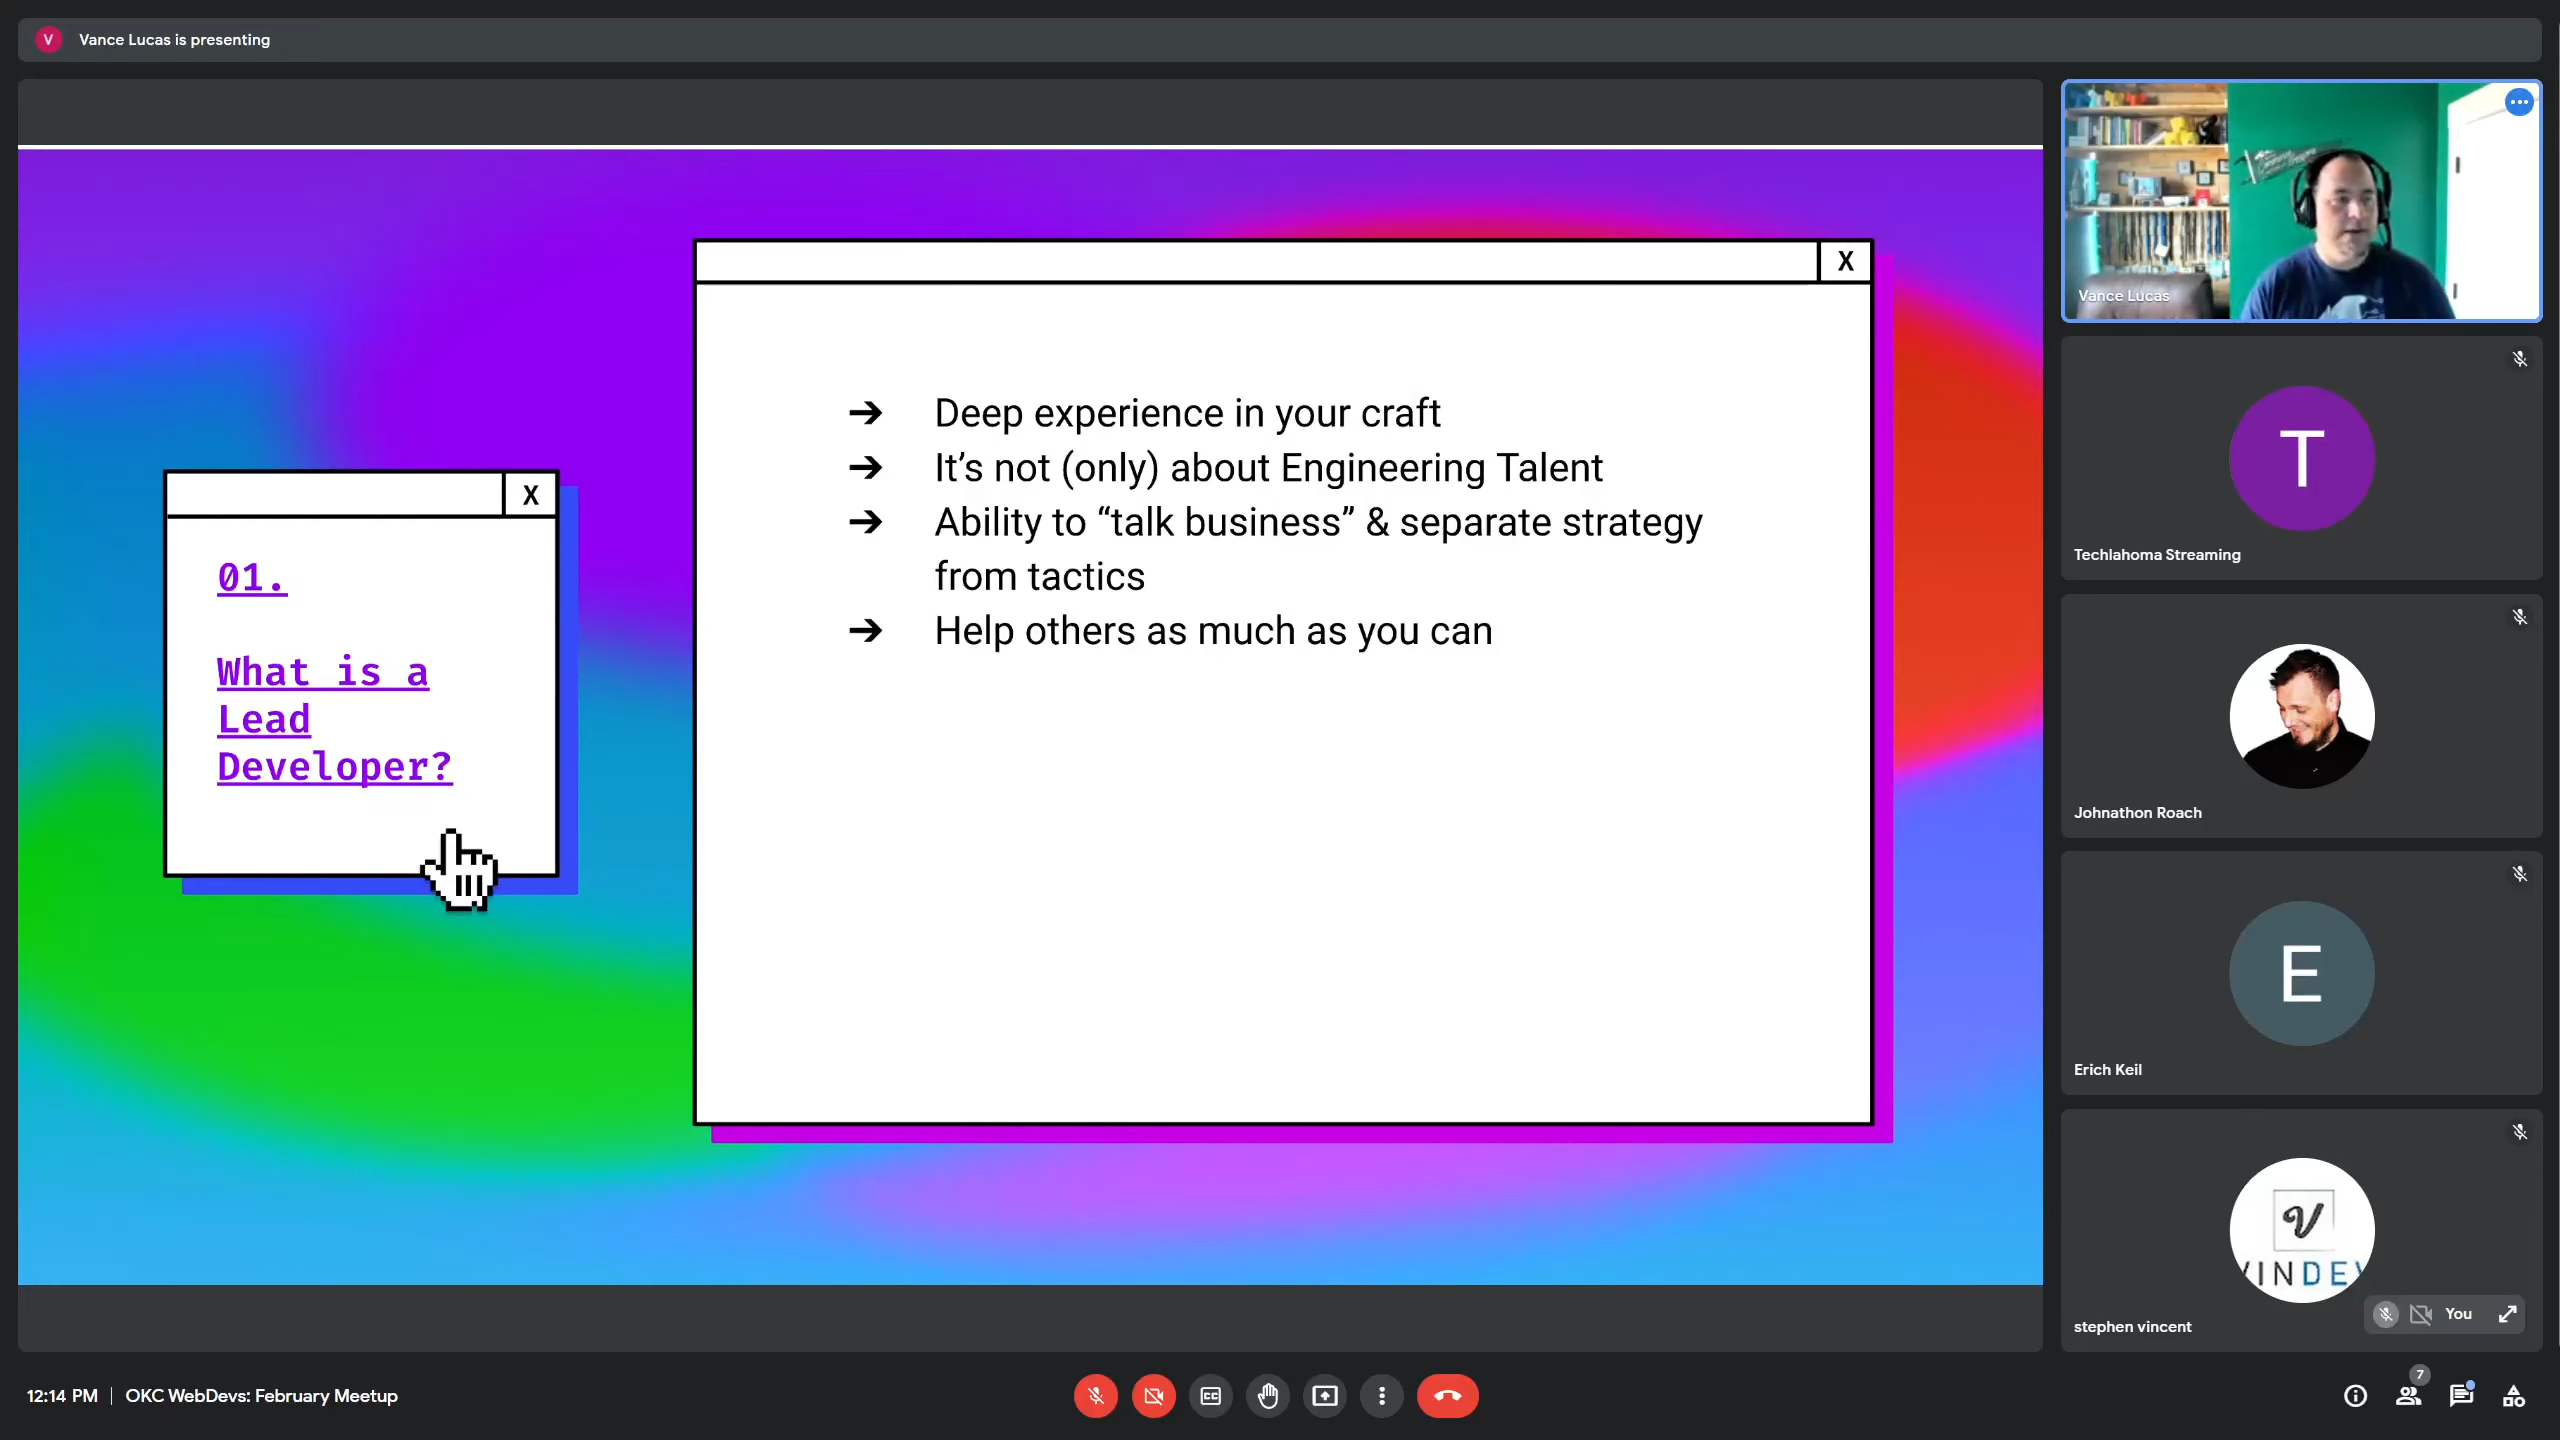 V
Vance Lucas is presenting
X
01.
What is a
Lead
Developer?
X
➔ Deep experience in your craft
➔ It’s not (only) about Engineering Talent
➔ Ability to “talk business” & separate strategy
from tactics
➔ Help others as much as you can
Vance Lucas
T
Techlahoma Streaming
Johnathon Roach
E
Erich Keil
V
VINDEV
stephen vincent
You
12:14 PM | OKC WebDevs: February Meetup
CC
7